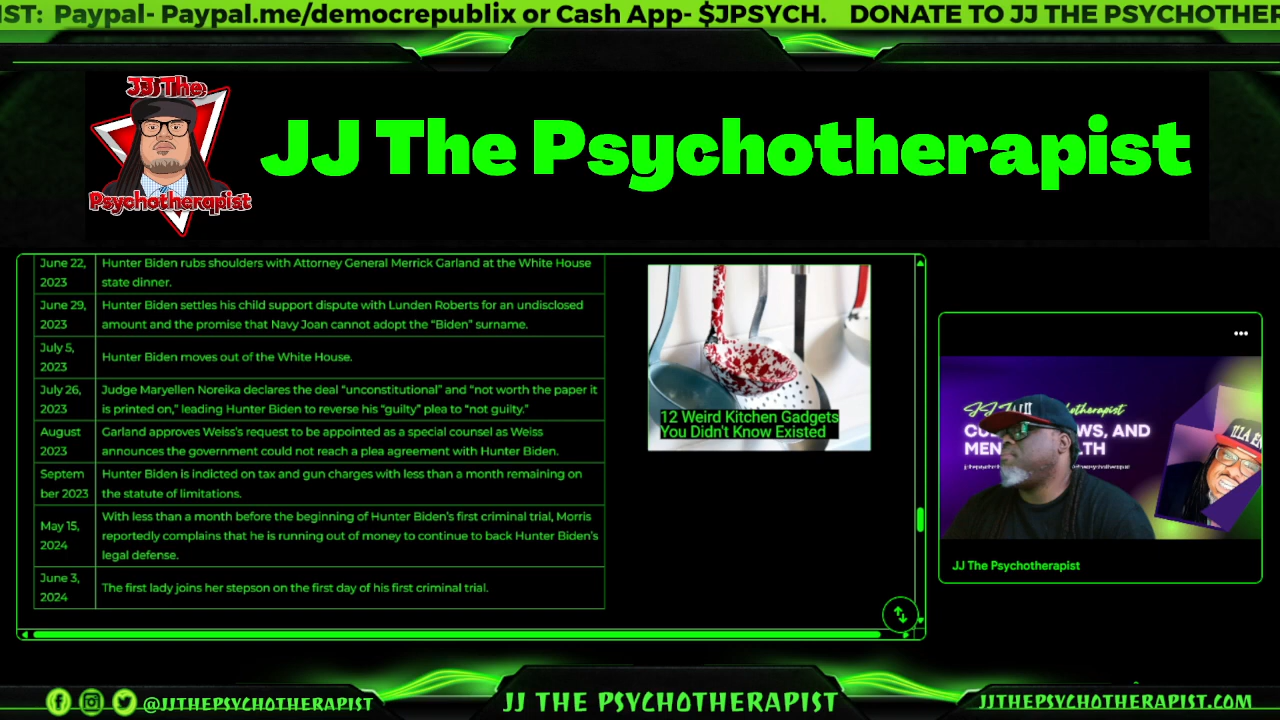 IST: Paypal- Paypal.me/democrepublix or Cash App- $JPSYCH. DONATE TO JJ THE PSYCHOTHER
JJ The
Psychotherapist
JJ The Psychotherapist
June 22, 2023 Hunter Biden rubs shoulders with Attorney General Merrick Garland at the White House
state dinner.
June 29, 2023 Hunter Biden settles his child support dispute with Lunden Roberts for an undisclosed
amount and the promise that Navy Joan cannot adopt the “Biden” surname.
July 5, 2023 Hunter Biden moves out of the White House.
July 26, 2023 Judge Maryellen Noreika declares the deal “unconstitutional” and “not worth the paper it
is printed on,” leading Hunter Biden to reverse his “guilty” plea to “not guilty.”
August 2023 Garland approves Weiss’s request to be appointed as a special counsel as Weiss
announces the government could not reach a plea agreement with Hunter Biden.
Septem
ber 2023 Hunter Biden is indicted on tax and gun charges with less than a month remaining on
the statute of limitations.
May 15, 2024 With less than a month before the beginning of Hunter Biden’s first criminal trial, Morris
reportedly complains that he is running out of money to continue to back Hunter Biden’s
legal defense.
June 3, 2024 The first lady joins her stepson on the first day of his first criminal trial.
12 Weird Kitchen Gadgets
You Didn't Know Existed
WS, AND
MEN LTH
JJ The Psychotherapist
@JJTHEPSYCHOTHERAPIST
JJ THE PSYCHOTHERAPIST
JJTHEPSYCHOTHERAPIST.COM